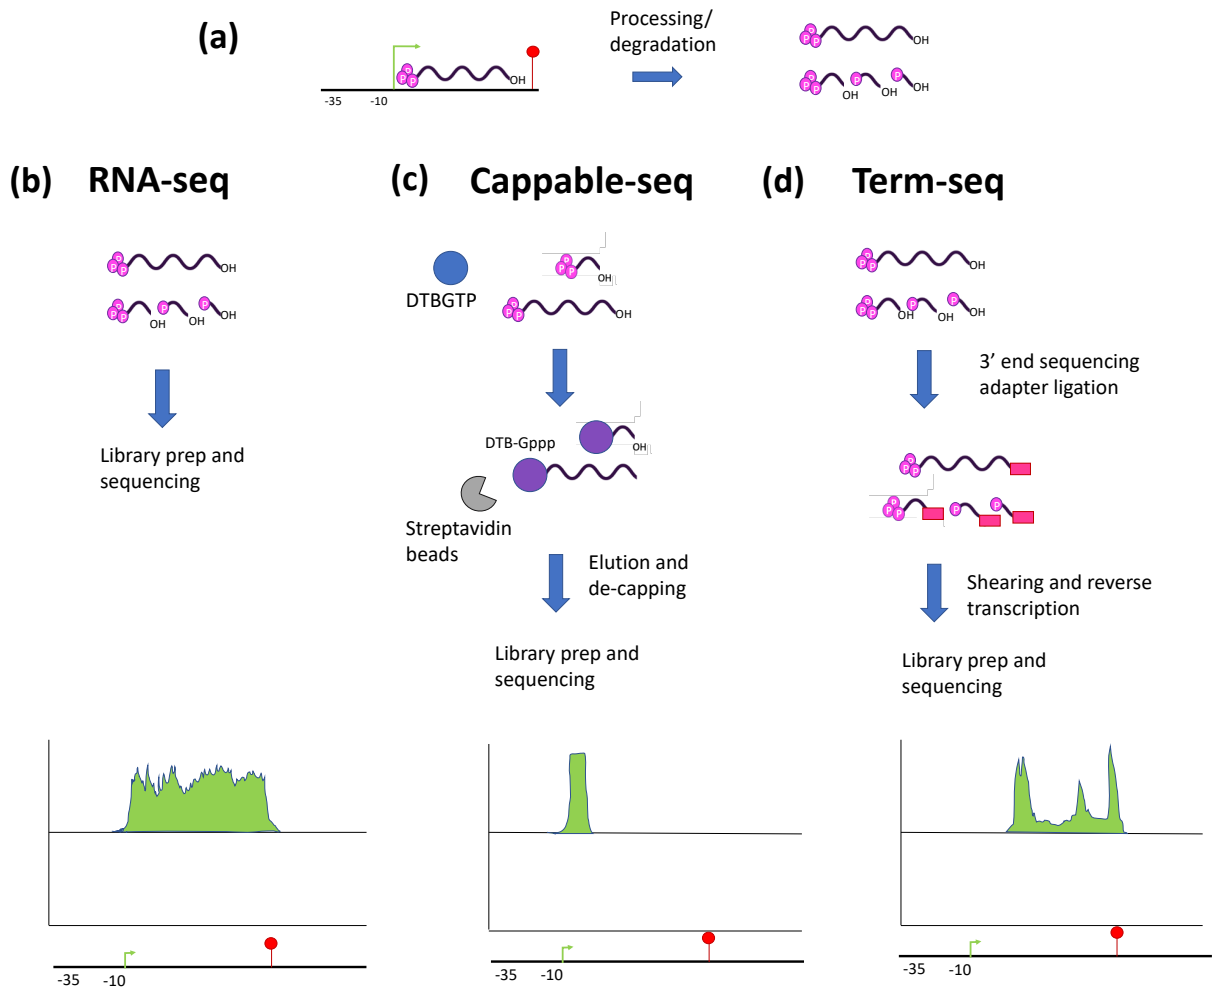 (a)
Processing/
degradation
P
P
P
OH
-35
-10
P
P
P
OH
P
P
P
OH
P
OH
P
OH
(b) RNA-seq
(c) Cappable-seq
(d) Term-seq
P
P
P
OH
P
P
P
OH
P
OH
P
OH
Library prep and
sequencing
DTBGTP
P
P
P
OH
P
P
P
OH
DTB-Gppp
OH
Streptavidin
beads
Elution and
de-capping
Library prep and
sequencing
P
P
P
OH
P
P
P
OH
P
OH
P
OH
3’ end sequencing
adapter ligation
P
P
P
P
P
P
P
P
Shearing and reverse
transcription
Library prep and
sequencing
-35
-10
-35
-10
-35
-10